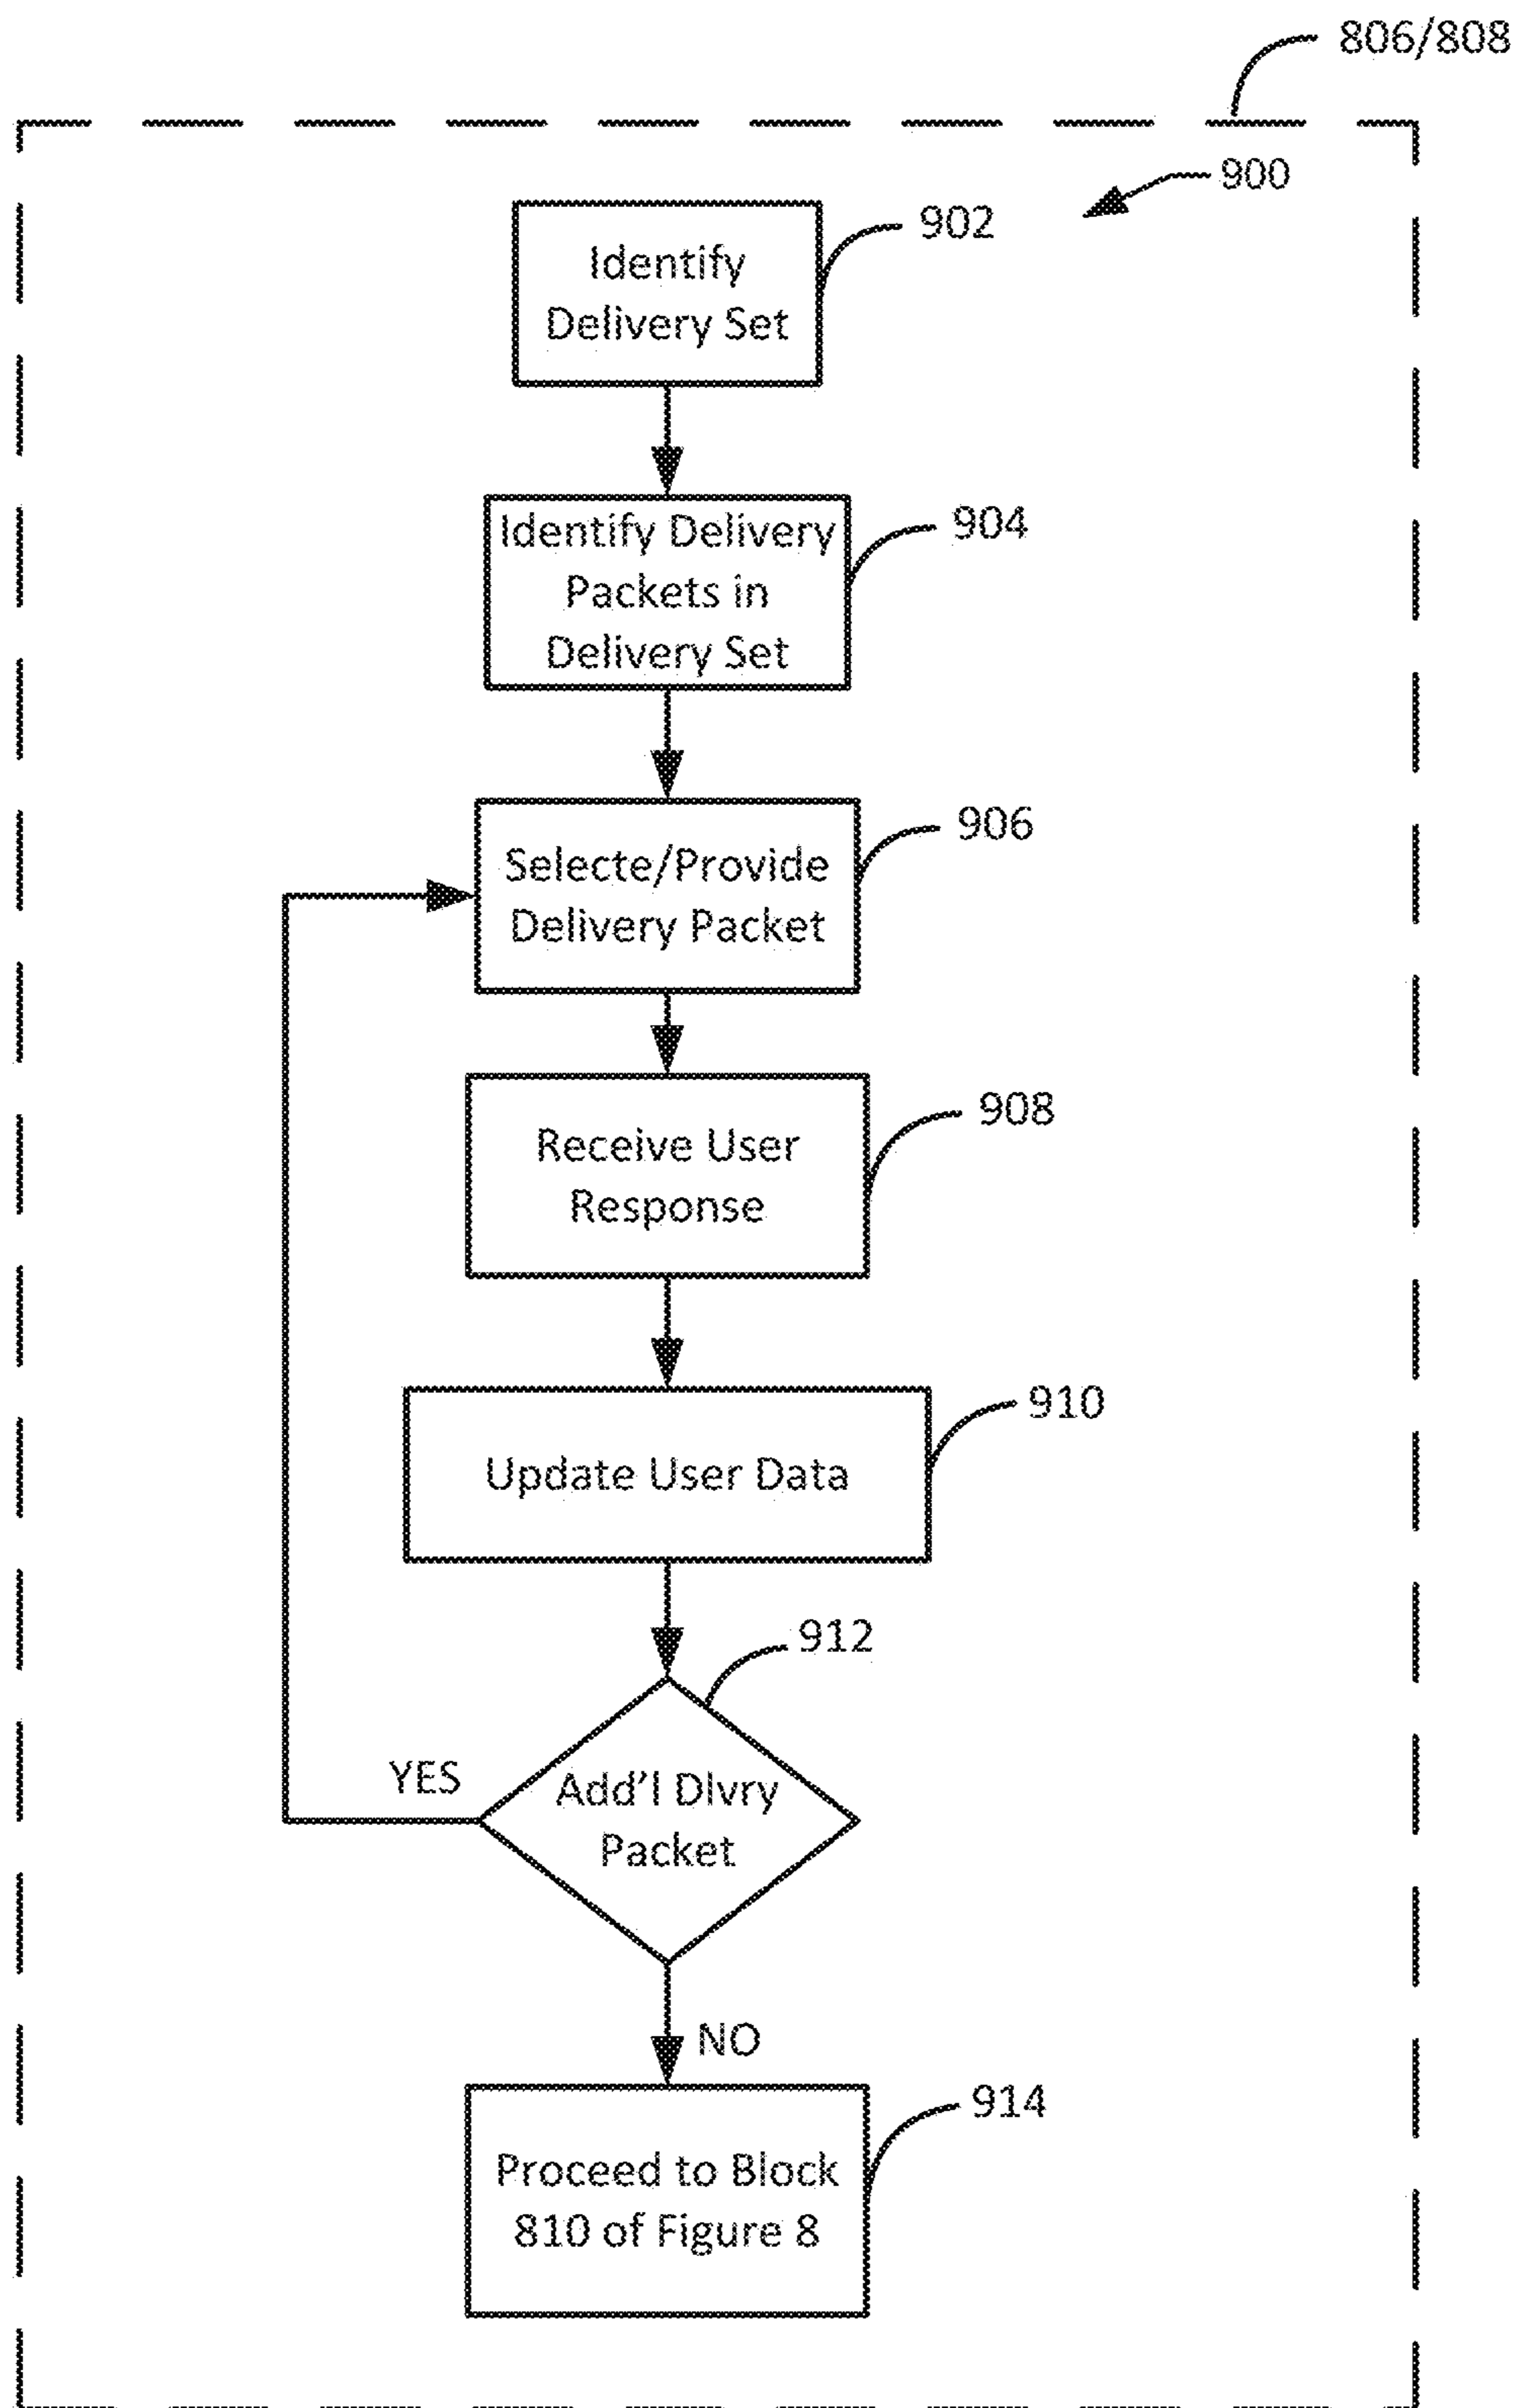 806/808
900
902
Identify
Delivery Set
904
Identify Delivery
Packets in
Delivery Set
906
Selecte/Provide
Delivery Packet
908
Receive User
Response
910
Update User Data
912
YES
Add'l Dlvry
Packet
NO
914
Proceed to Block
810 of Figure 8